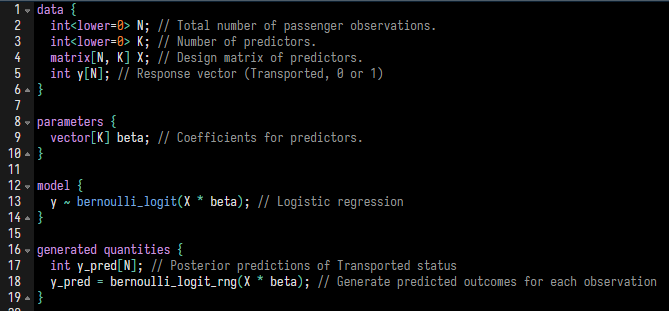 1 data {
2   int<lower=0> N; // Total number of passenger observations.
3   int<lower=0> K; // Number of predictors.
4   matrix[N, K] X; // Design matrix of predictors.
5   int y[N]; // Response vector (Transported, 0 or 1)
6 }
7
8 parameters {
9   vector[K] beta; // Coefficients for predictors.
10 }
11
12 model {
13   y ~ bernoulli_logit(X * beta); // Logistic regression
14 }
15
16 generated quantities {
17   int y_pred[N]; // Posterior predictions of Transported status
18   y_pred = bernoulli_logit_rng(X * beta); // Generate predicted outcomes for each observation
19 }